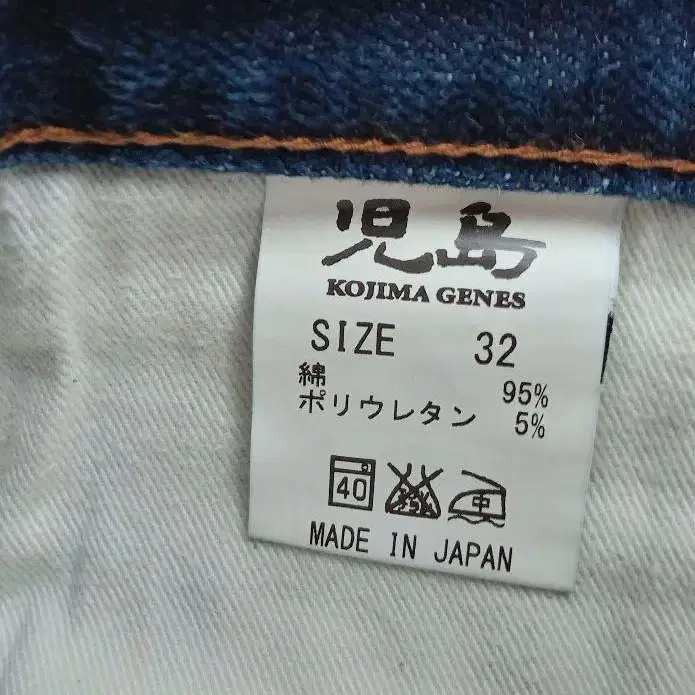 児島
KOJIMA GENES
SIZE 32
綿 95%
ポリウレタン 5%
40 中
MADE IN JAPAN